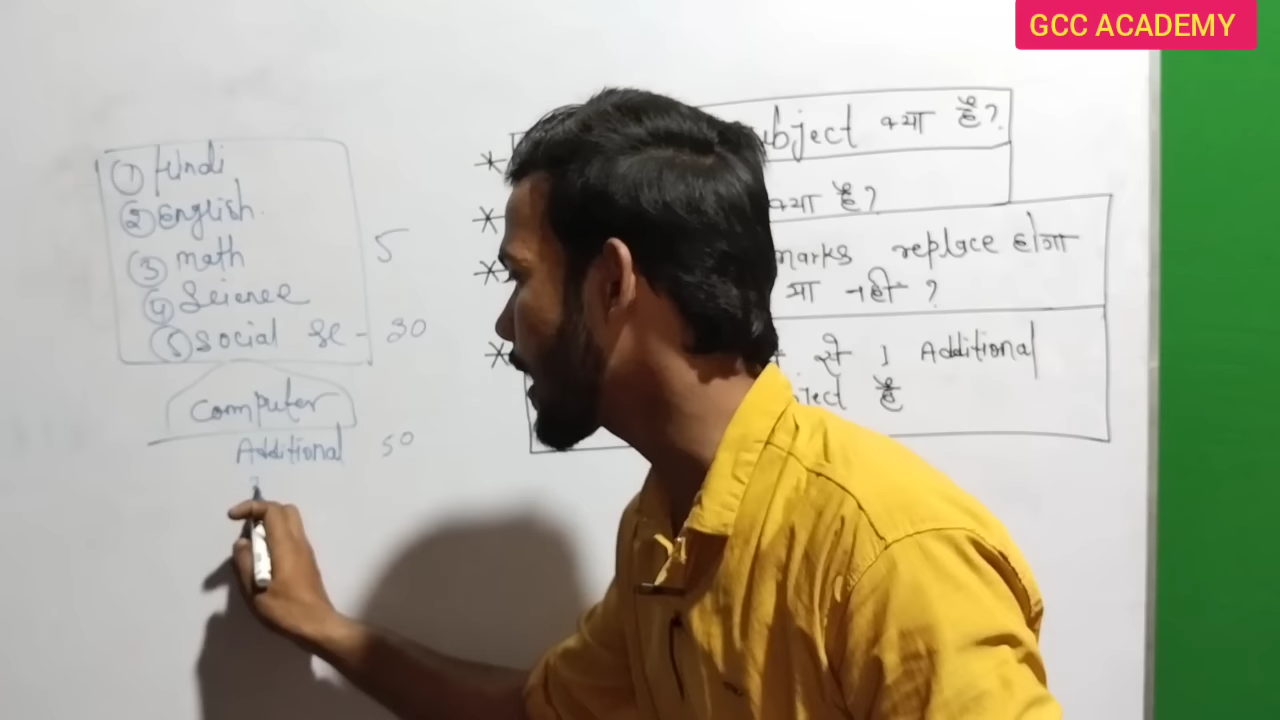 GCC ACADEMY
① Hindi
② English
③ math
④ Science
⑤ Social Sc - 30
5
Computer
Additional 50
* ubject क्या है?
* क्या है?
* marks replace होगा
या नही ?
* से 1 Additional
ject है